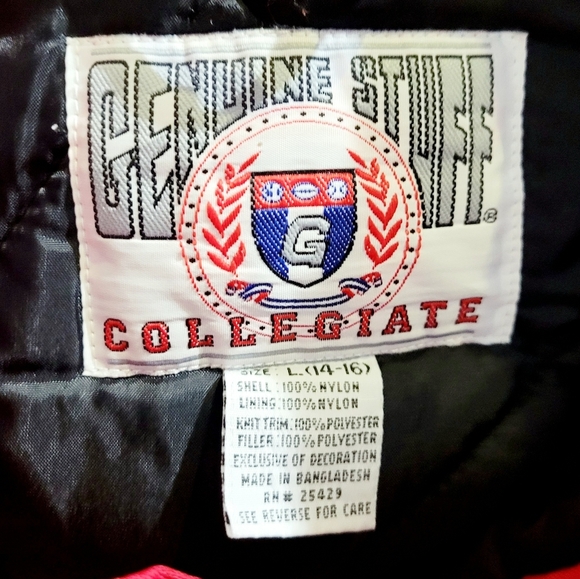 GENUINE STUFF®
G
COLLEGIATE
SIZE: L.(14-16)
SHELL:100%NYLON
LINING:100%NYLON
KNIT TRIM:100%POLYESTER
FILLER:100%POLYESTER
EXCLUSIVE OF DECORATION
MADE IN BANGLADESH
RN# 25429
SEE REVERSE FOR CARE